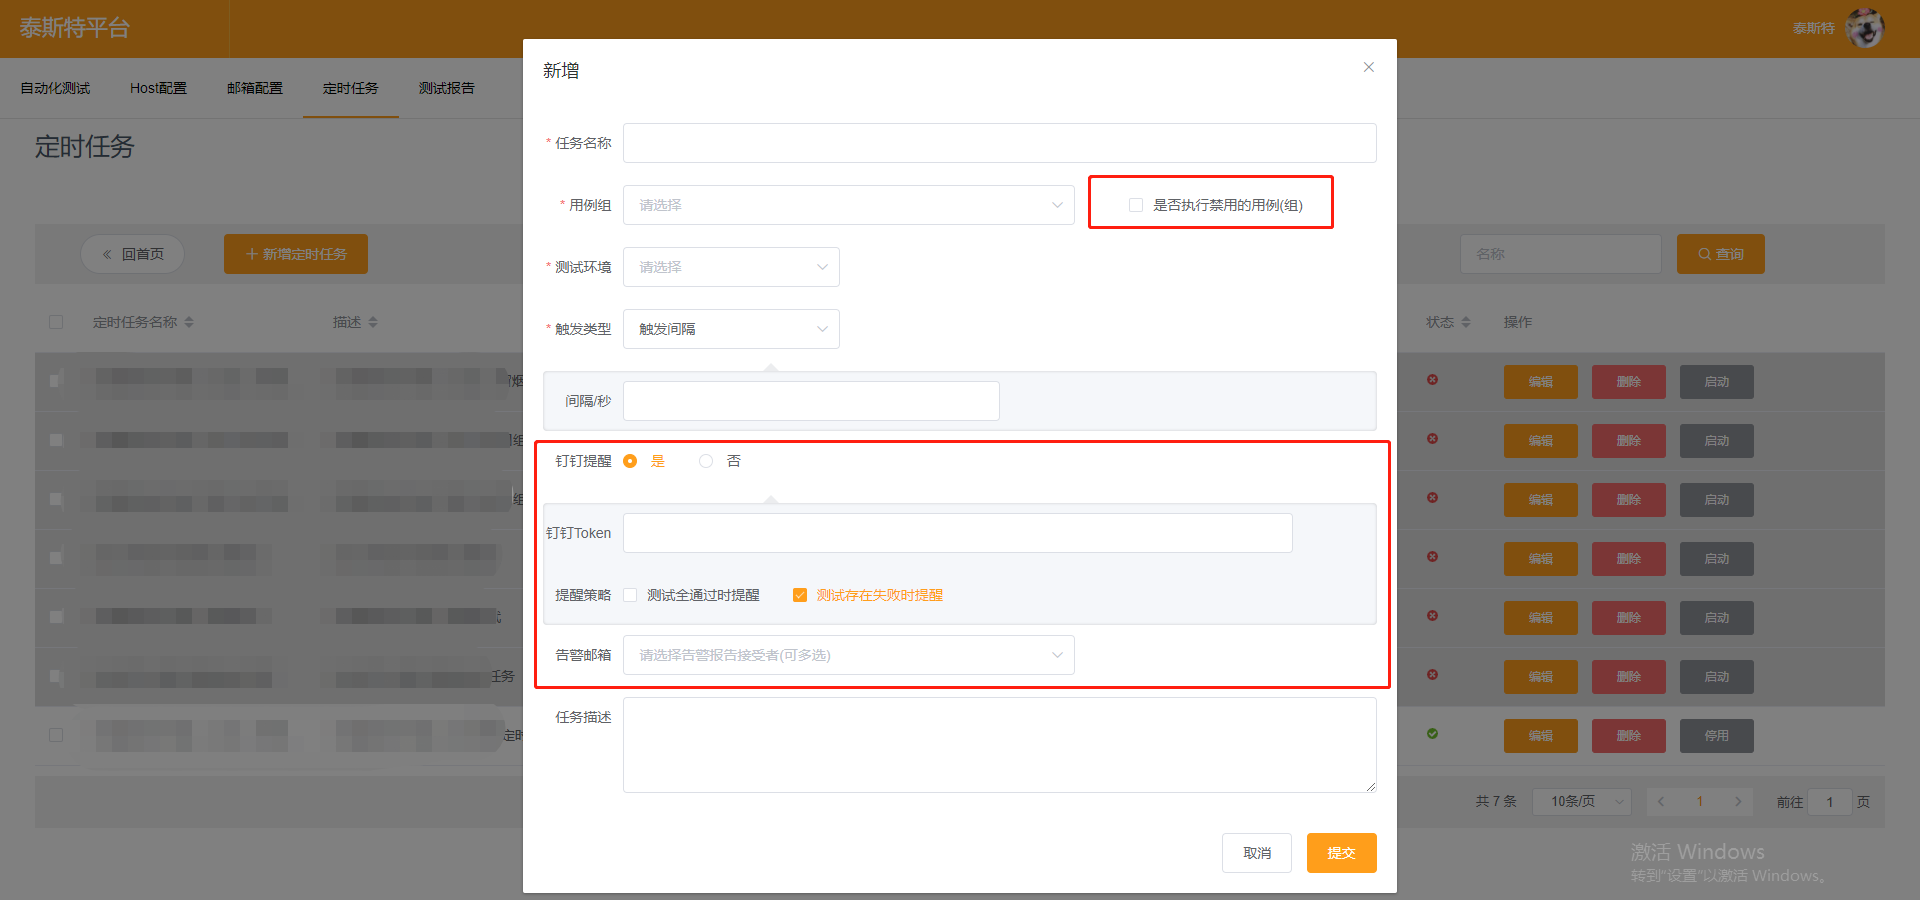 泰斯特平台
泰斯特
自动化测试 Host配置 邮箱配置 定时任务 测试报告
定时任务
« 回首页
+ 新增定时任务
名称
查询
定时任务名称 描述 状态 操作
编辑 删除 启动
组
编辑 删除 启动
组
编辑 删除 启动
编辑 删除 启动
编辑 删除 启动
任务
编辑 删除 启动
定时
编辑 删除 停用
共 7 条 10条/页 1 前往 1 页
新增
* 任务名称
* 用例组 请选择 是否执行禁用的用例(组)
* 测试环境 请选择
* 触发类型 触发间隔
间隔/秒
钉钉提醒 是 否
钉钉Token
提醒策略 测试全通过时提醒 测试存在失败时提醒
告警邮箱 请选择告警报告接受者(可多选)
任务描述
取消 提交
激活 Windows
转到"设置"以激活 Windows。